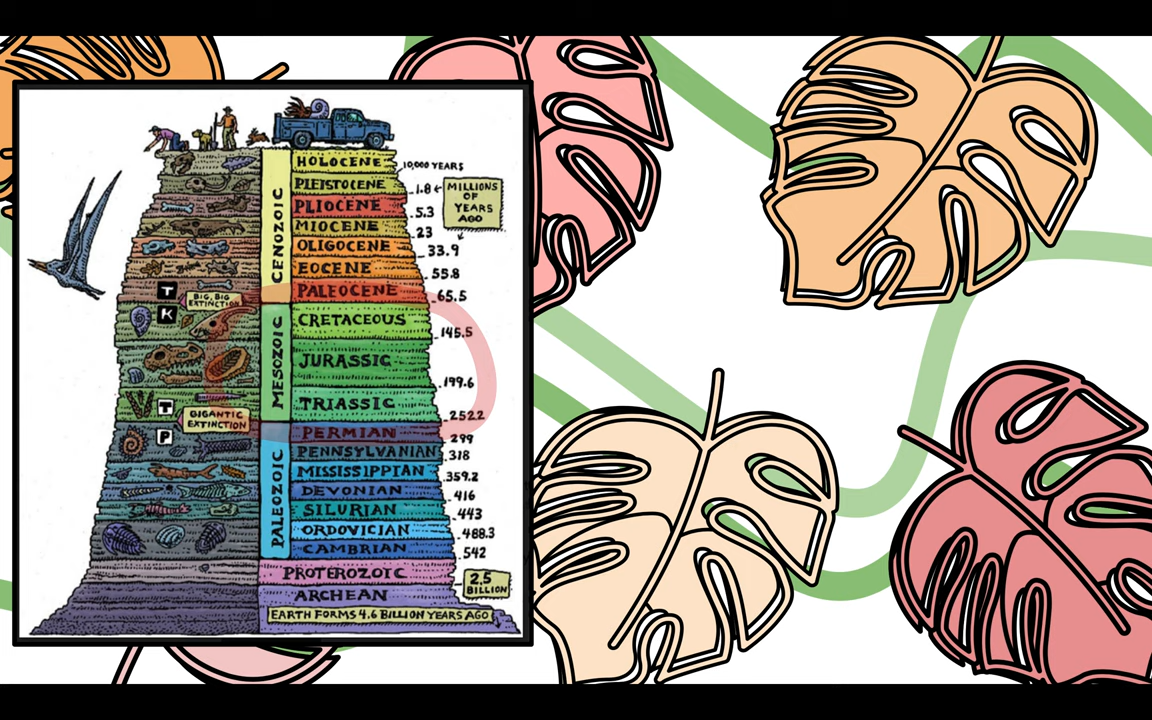 HOLOCENE
10,000 YEARS
PLEISTOCENE
1.8
MILLIONS
OF
YEARS
AGO
PLIOCENE
5.3
MIOCENE
23
OLIGOCENE
33.9
EOCENE
55.8
PALEOCENE
65.5
CENOZOIC
T
BIG, BIG
EXTINCTION
K
CRETACEOUS
145.5
JURASSIC
199.6
TRIASSIC
252.2
MESOZOIC
T
GIGANTIC
EXTINCTION
P
PERMIAN
299
PENNSYLVANIAN
318
MISSISSIPPIAN
359.2
DEVONIAN
416
SILURIAN
443
ORDOVICIAN
488.3
CAMBRIAN
542
PALEOZOIC
PROTEROZOIC
2.5
BILLION
ARCHEAN
EARTH FORMS 4.6 BILLION YEARS AGO